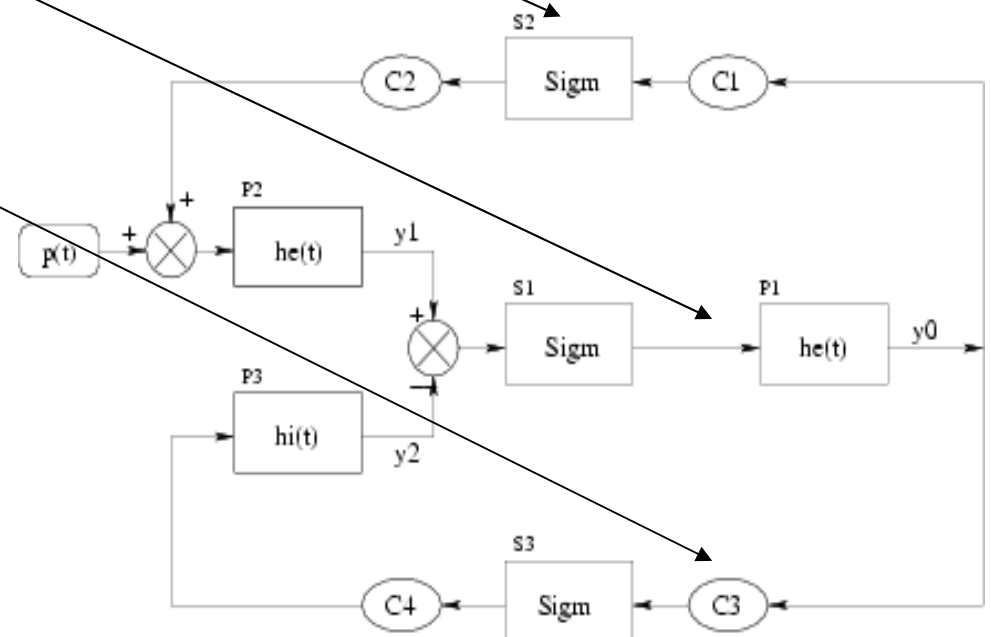 S2
C2
Sigm
C1
+
P2
+
p(t)
he(t)
y1
S1
P1
+
Sigm
he(t)
y0
P3
−
hi(t)
y2
S3
C4
Sigm
C3